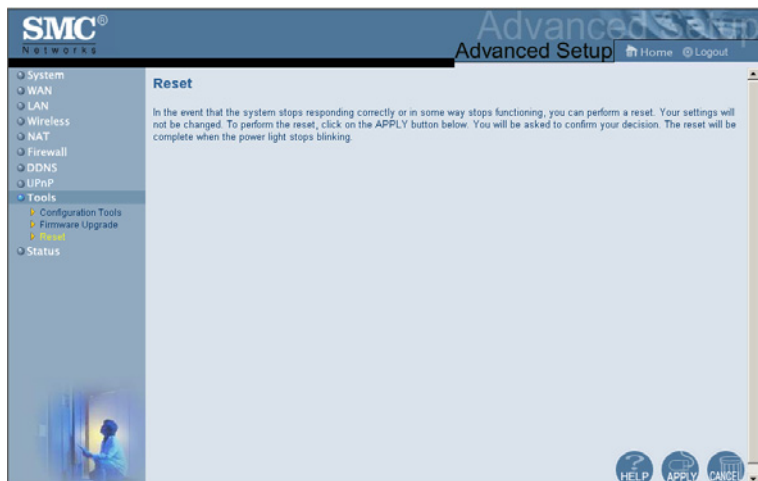 SMC®
Networks
Advanced Setup
Advanced Setup
Home
Logout
System
WAN
LAN
Wireless
NAT
Firewall
DDNS
UPnP
Tools
Configuration Tools
Firmware Upgrade
Reset
Status
Reset
In the event that the system stops responding correctly or in some way stops functioning, you can perform a reset. Your settings will
not be changed. To perform the reset, click on the APPLY button below. You will be asked to confirm your decision. The reset will be
complete when the power light stops blinking.
HELP
APPLY
CANCEL